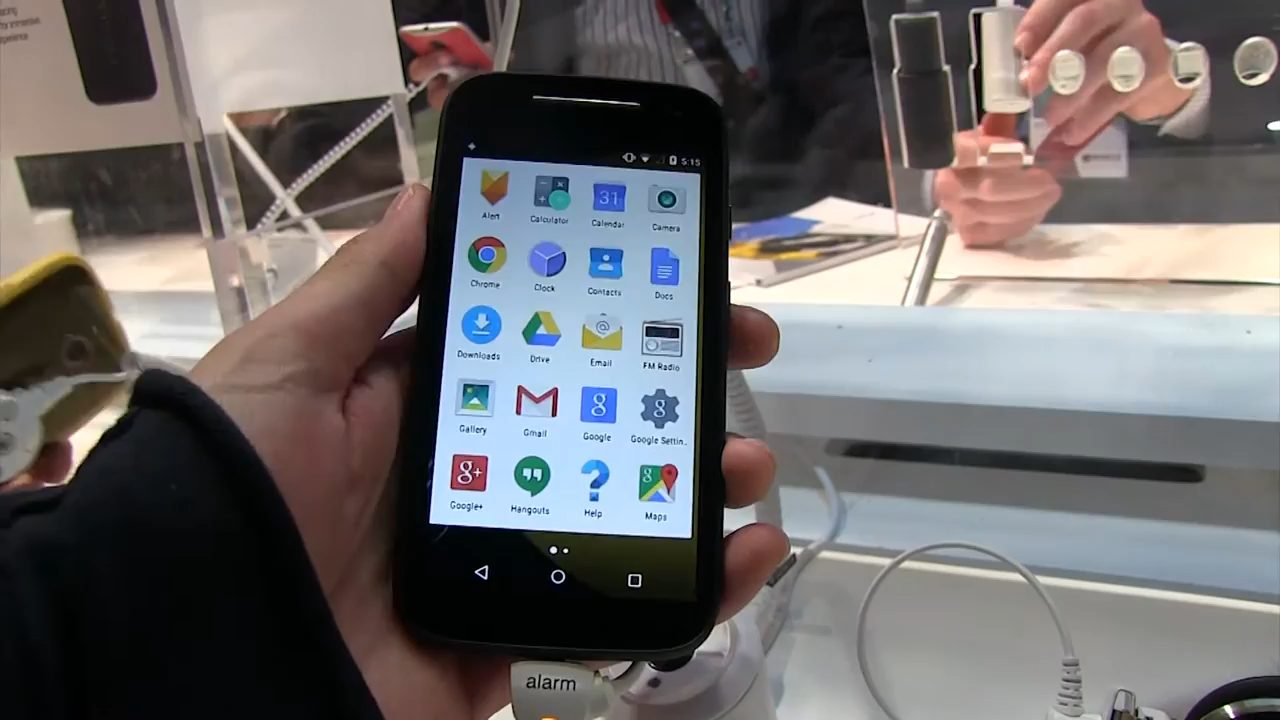 5:15
Alert
Calculator
31
Calendar
Camera
Chrome
Clock
Contacts
Docs
Downloads
Drive
@
Email
FM Radio
Gallery
Gmail
g
Google
g
Google Settin..
g+
Google+
Hangouts
?
Help
g
Maps
alarm